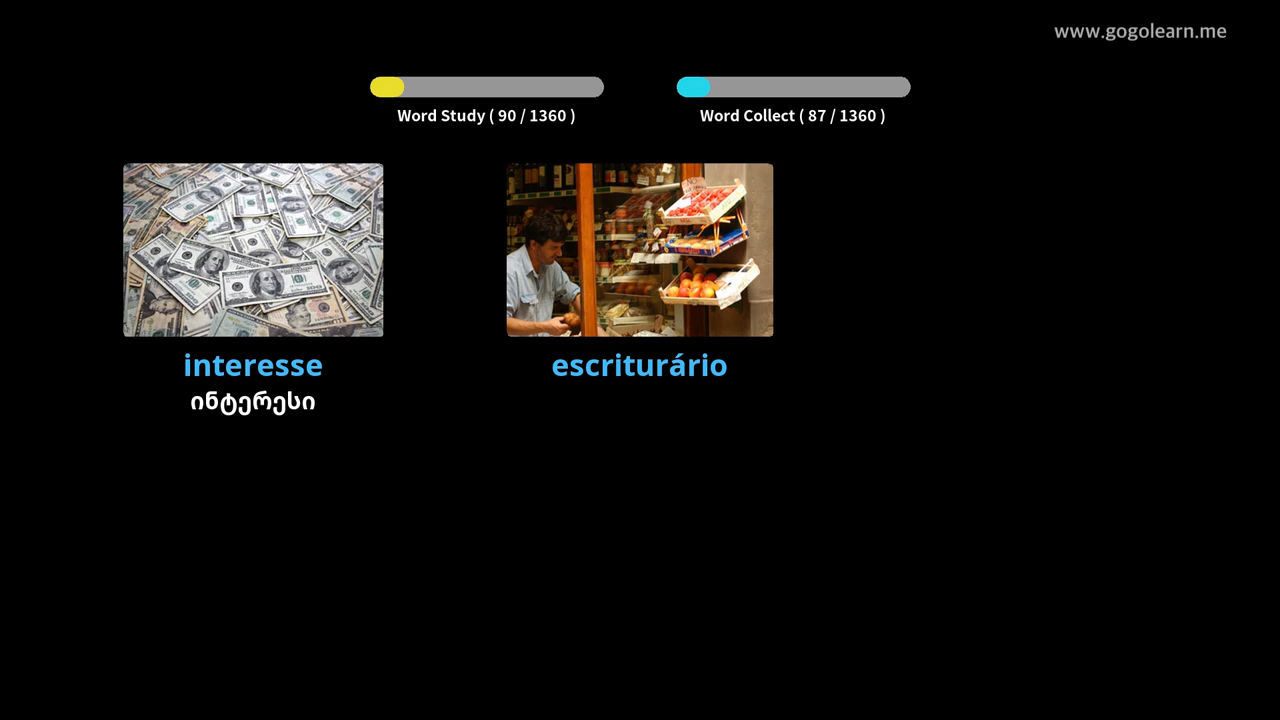 www.gogolearn.me
Word Study ( 90 / 1360 )
Word Collect ( 87 / 1360 )
interesse
escriturário
ინტერესი